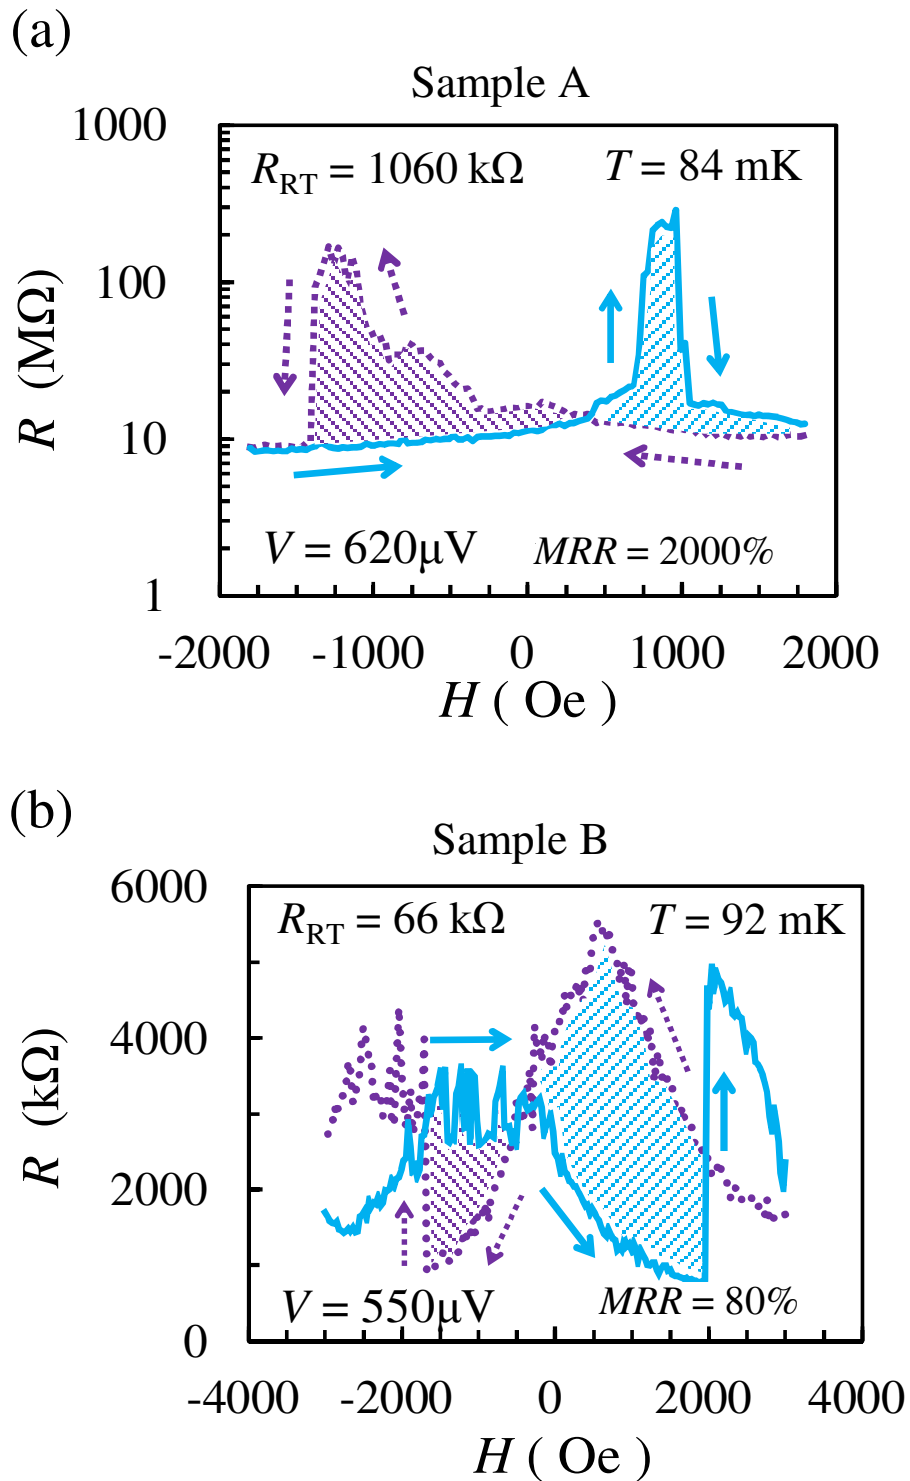 (a)
Sample A
1000
R_RT = 1060 kΩ
T = 84 mK
100
R (MΩ)
10
V = 620μV
MRR = 2000%
1
-2000 -1000 0 1000 2000
H ( Oe )
(b)
Sample B
6000
R_RT = 66 kΩ
T = 92 mK
4000
R (kΩ)
2000
V = 550μV
MRR = 80%
0
-4000 -2000 0 2000 4000
H ( Oe )